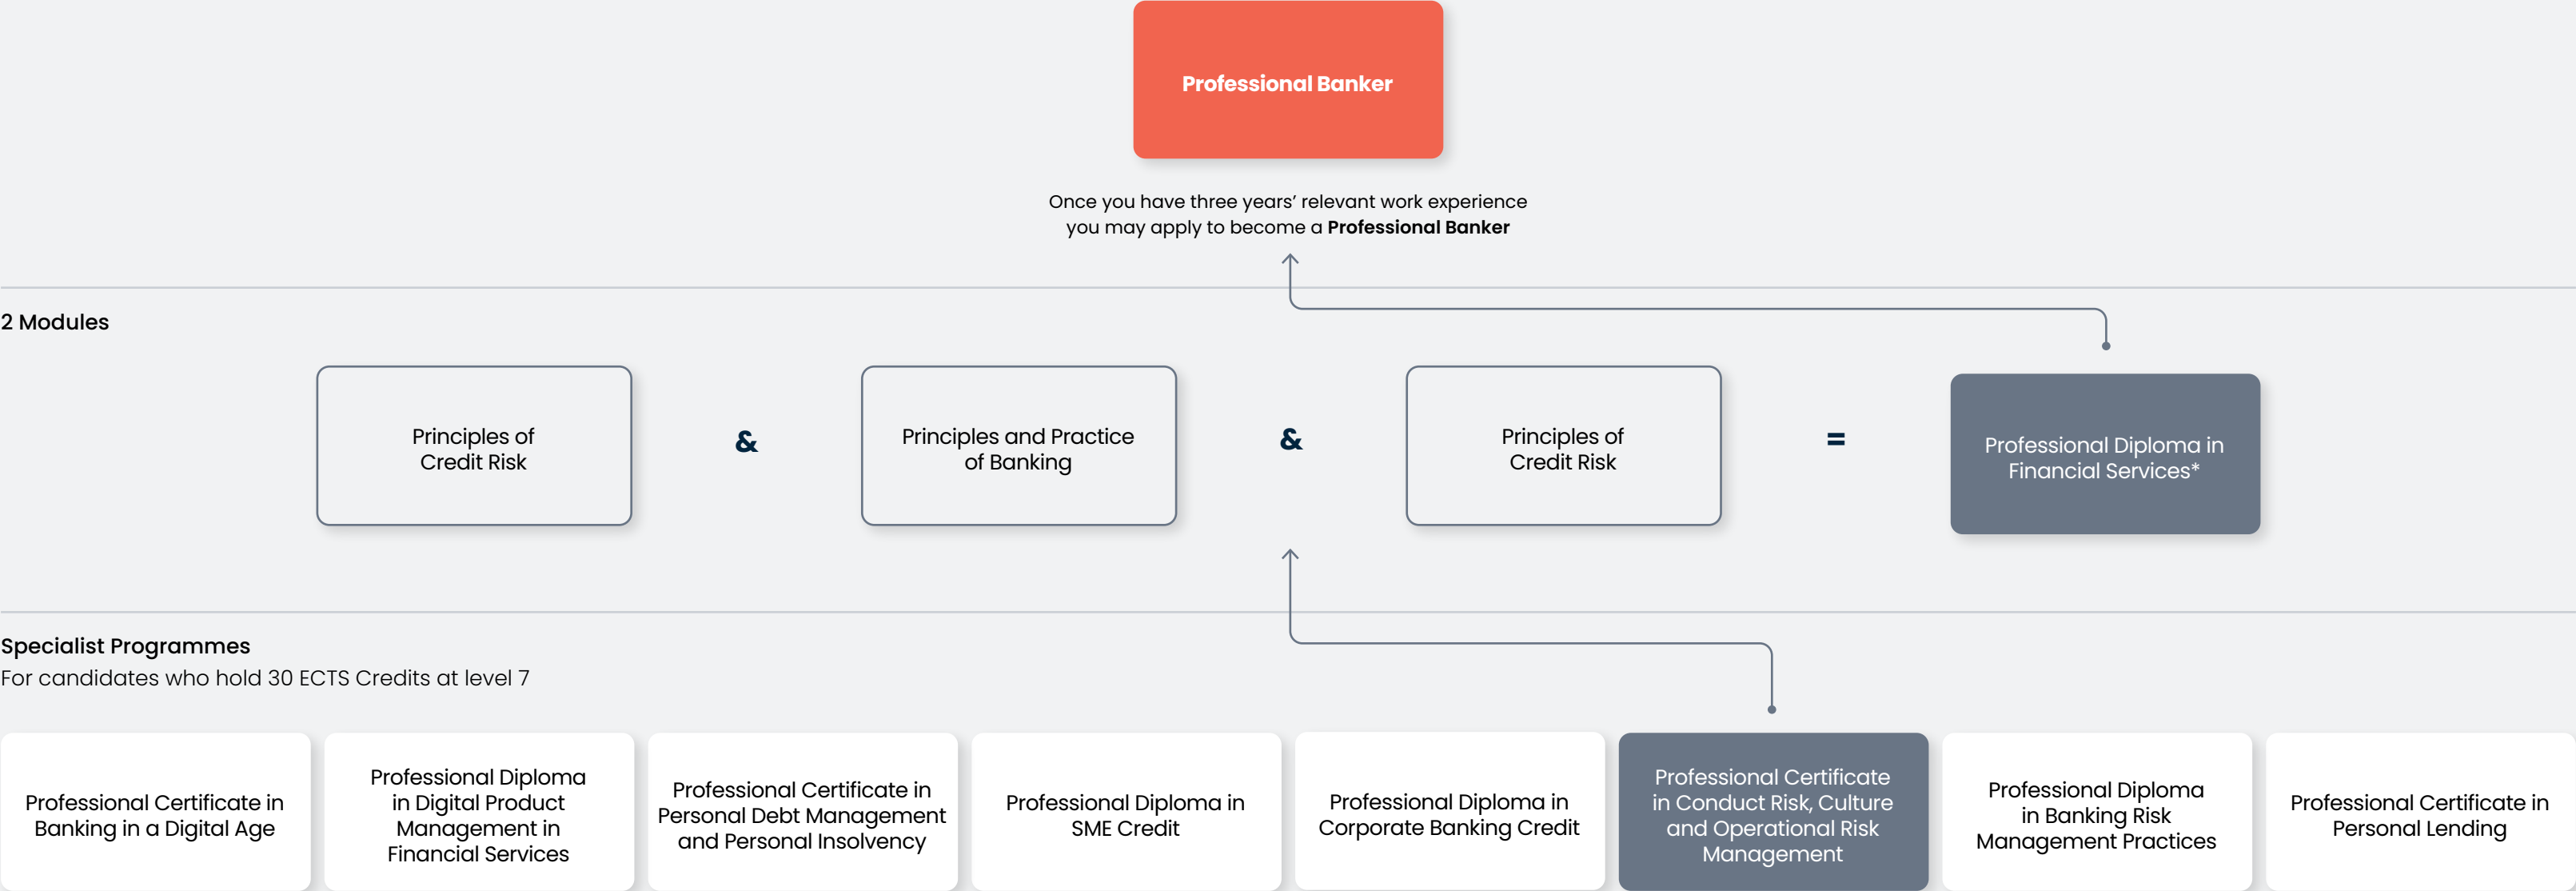 Professional Banker
Once you have three years’ relevant work experience
you may apply to become a Professional Banker
2 Modules
Principles of
Credit Risk
&
Principles and Practice
of Banking
&
Principles of
Credit Risk
=
Professional Diploma in
Financial Services*
Specialist Programmes
For candidates who hold 30 ECTS Credits at level 7
Professional Certificate in
Banking in a Digital Age
Professional Diploma
in Digital Product
Management in
Financial Services
Professional Certificate in
Personal Debt Management
and Personal Insolvency
Professional Diploma in
SME Credit
Professional Diploma in
Corporate Banking Credit
Professional Certificate
in Conduct Risk, Culture
and Operational Risk
Management
Professional Diploma
in Banking Risk
Management Practices
Professional Certificate in
Personal Lending